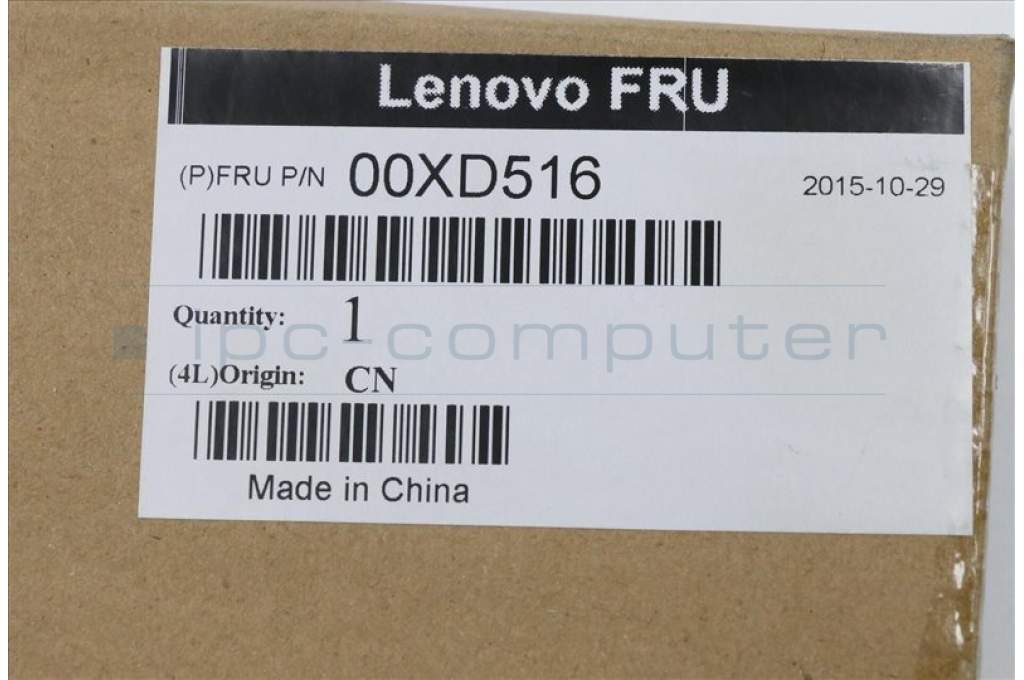 Lenovo FRU
(P)FRU P/N 00XD516 2015-10-29
Quantity: 1
ipc-computer
(4L)Origin: CN
Made in China